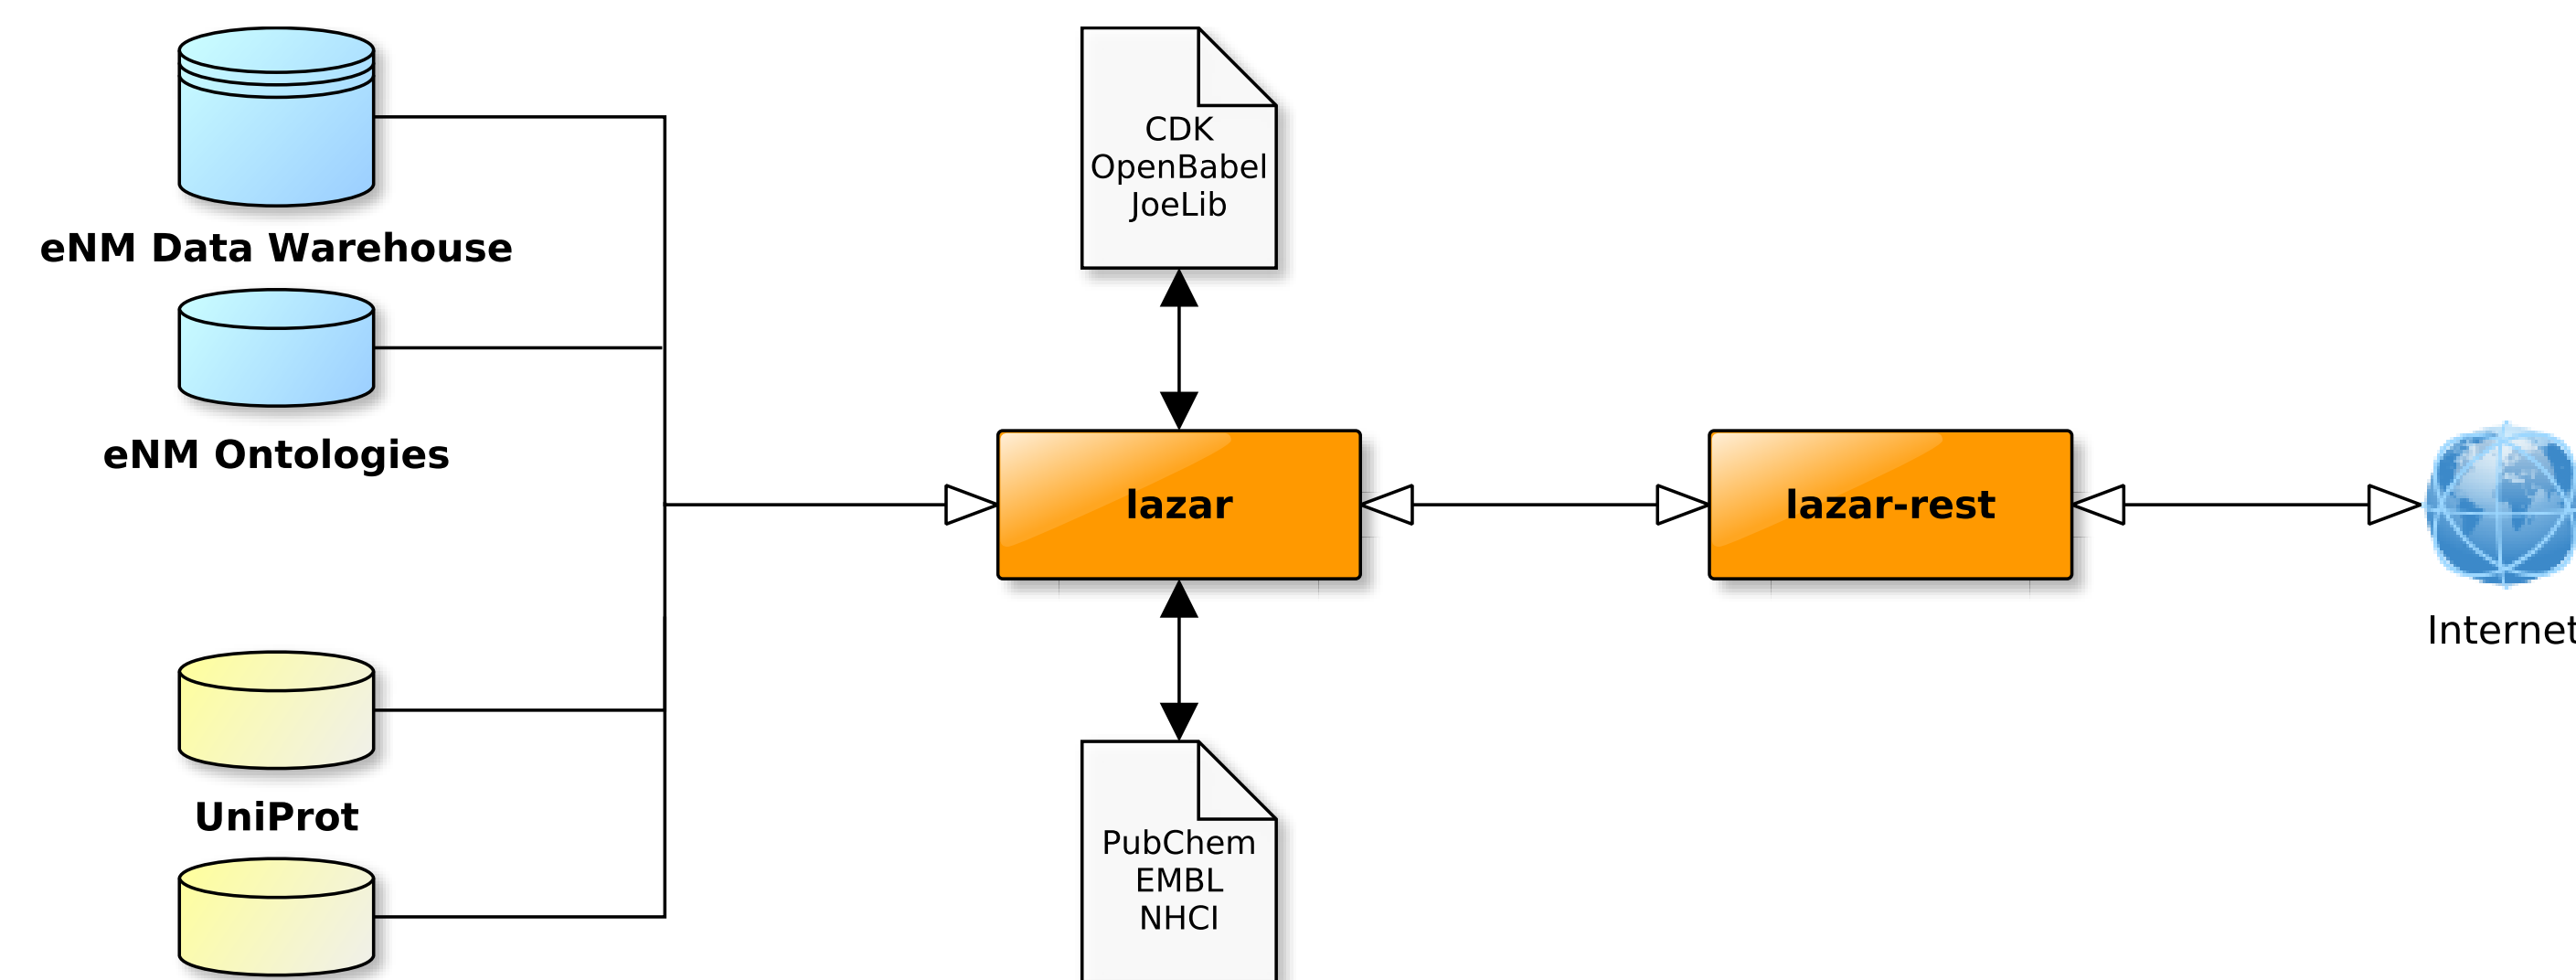 eNM Data Warehouse
eNM Ontologies
UniProt
CDK
OpenBabel
JoeLib
lazar
PubChem
EMBL
NHCI
lazar-rest
Internet